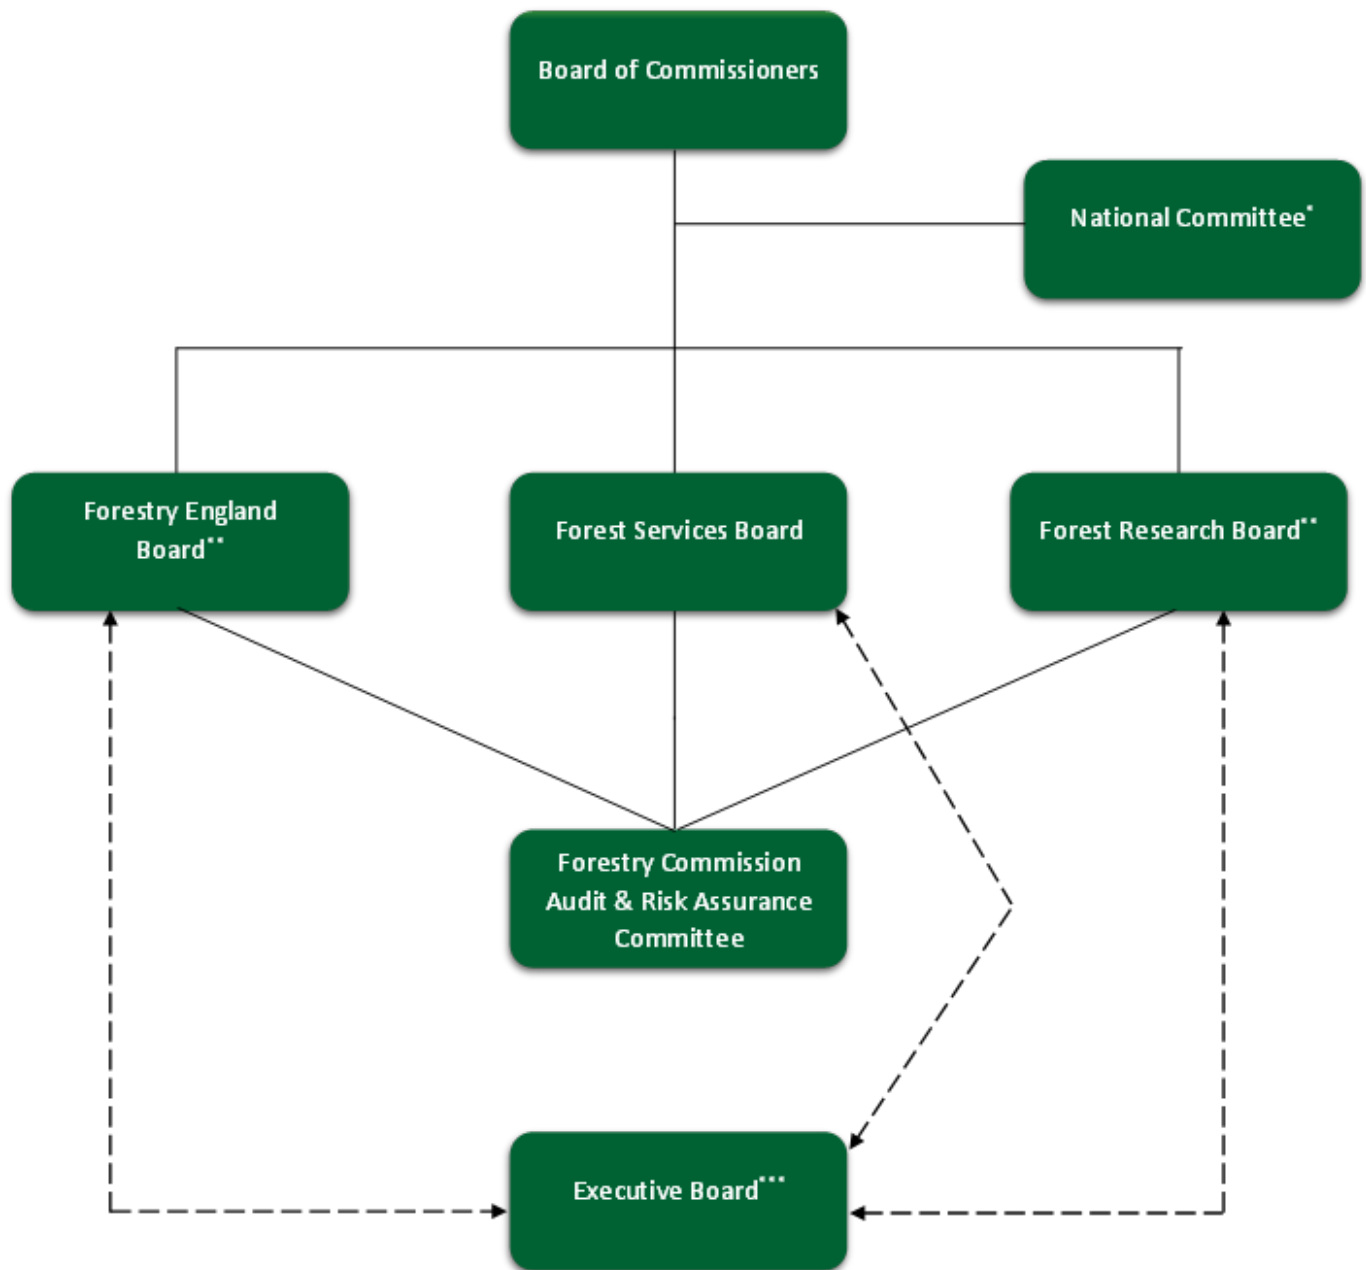 Board of Commissioners
National Committee*
Forestry England
Board**
Forest Services Board
Forest Research Board**
Forestry Commission
Audit & Risk Assurance
Committee
Executive Board***